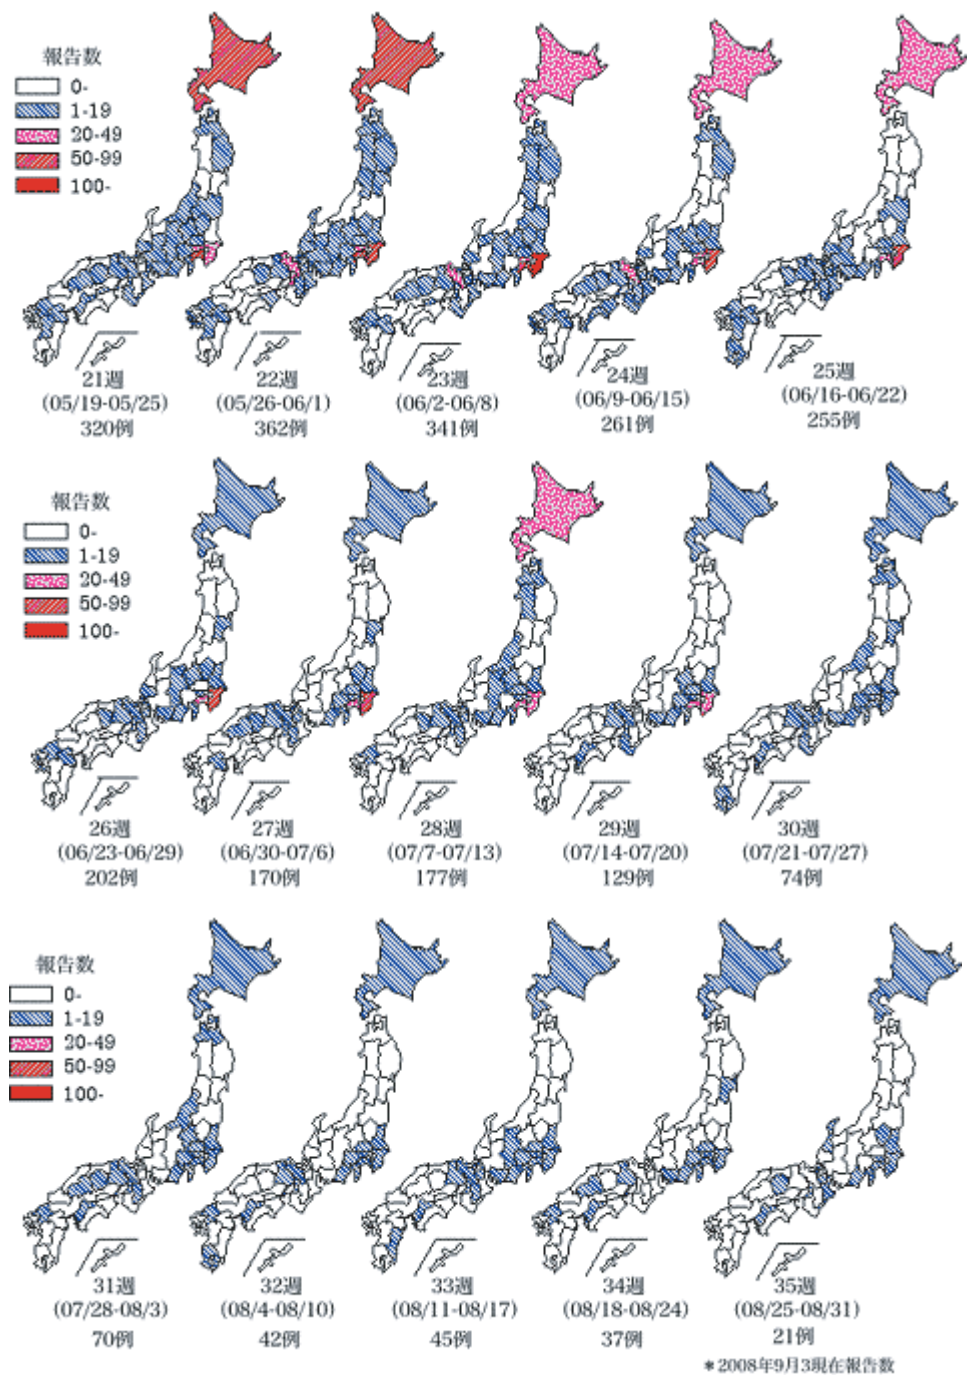 報告数
0-
1-19
20-49
50-99
100-
21週
(05/19-05/25)
320例
22週
(05/26-06/1)
362例
23週
(06/2-06/8)
341例
24週
(06/9-06/15)
261例
25週
(06/16-06/22)
255例
報告数
0-
1-19
20-49
50-99
100-
26週
(06/23-06/29)
202例
27週
(06/30-07/6)
170例
28週
(07/7-07/13)
177例
29週
(07/14-07/20)
129例
30週
(07/21-07/27)
74例
報告数
0-
1-19
20-49
50-99
100-
31週
(07/28-08/3)
70例
32週
(08/4-08/10)
42例
33週
(08/11-08/17)
45例
34週
(08/18-08/24)
37例
35週
(08/25-08/31)
21例
＊2008年9月3現在報告数